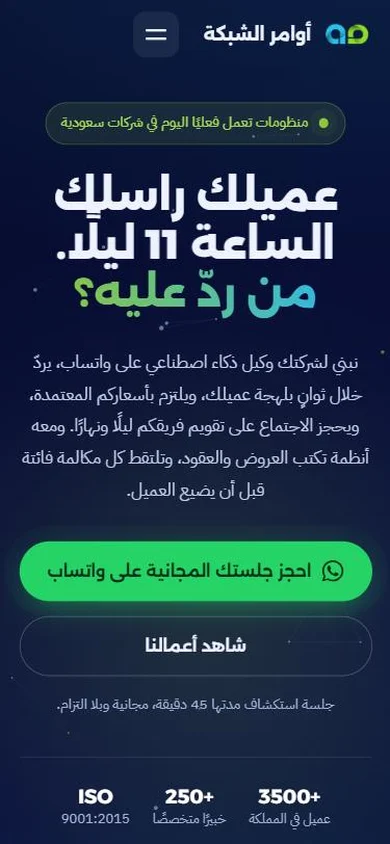 أوامر الشبكة
منظومات تعمل فعليًا اليوم في شركات سعودية
عميلك راسلك
الساعة 11 ليلًا.
من ردّ عليه؟
نبني لشركتك وكيل ذكاء اصطناعي على واتساب، يردّ
خلال ثوانٍ بلهجة عميلك، ويلتزم بأسعاركم المعتمدة،
ويحجز الاجتماع على تقويم فريقكم ليلًا ونهارًا. ومعه
أنظمة تكتب العروض والعقود، وتلتقط كل مكالمة فائتة
قبل أن يضيع العميل.
احجز جلستك المجانية على واتساب
شاهد أعمالنا
جلسة استكشاف مدتها 45 دقيقة، مجانية وبلا التزام.
3500+
عميل في المملكة
250+
خبيرًا متخصصًا
ISO
9001:2015